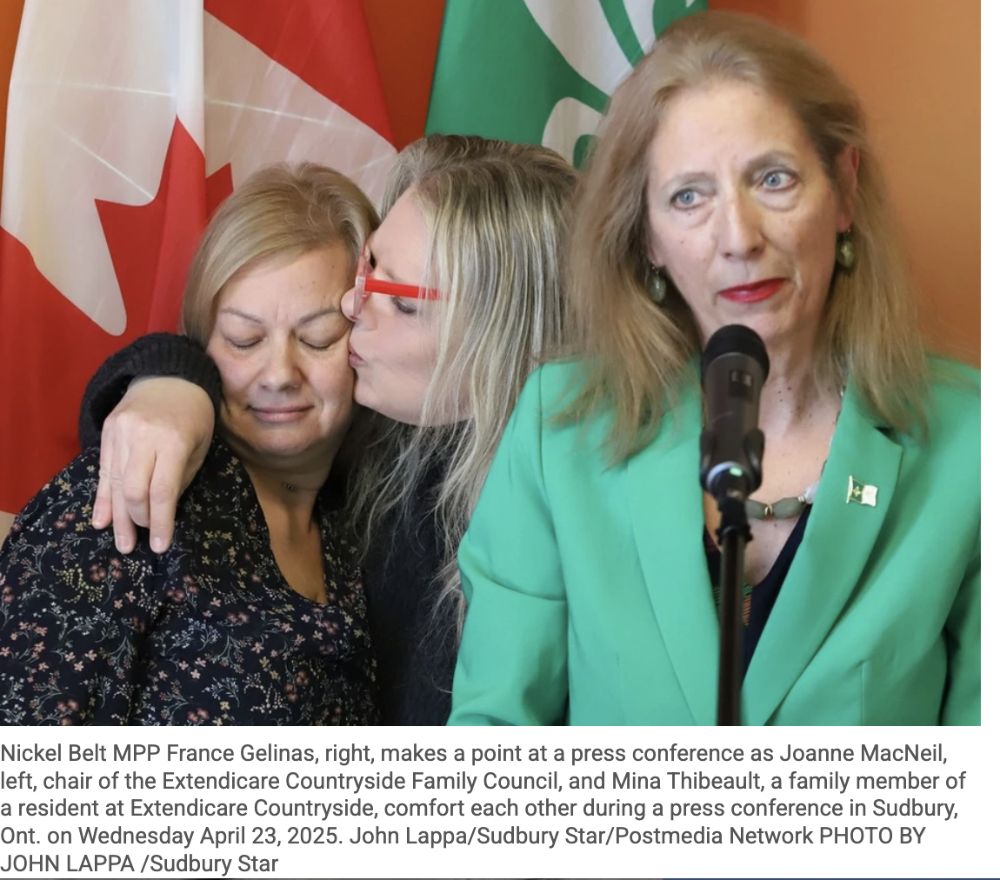 Nickel Belt MPP France Gelinas, right, makes a point at a press conference as Joanne MacNeil,
left, chair of the Extendicare Countryside Family Council, and Mina Thibeault, a family member of
a resident at Extendicare Countryside, comfort each other during a press conference in Sudbury,
Ont. on Wednesday April 23, 2025. John Lappa/Sudbury Star/Postmedia Network PHOTO BY
JOHN LAPPA /Sudbury Star